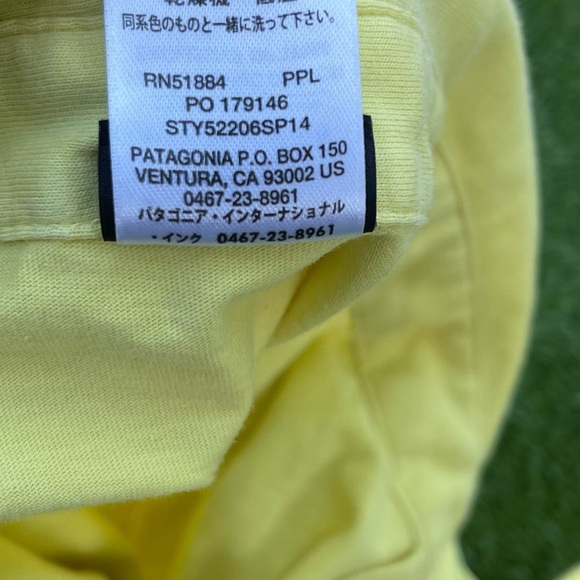 同系色のものと一緒に洗って下さい。
RN51884 PPL
PO 179146
STY52206SP14
PATAGONIA P.O. BOX 150
VENTURA, CA 93002 US
0467-23-8961
パタゴニア・インターナショナル
・インク 0467-23-8961